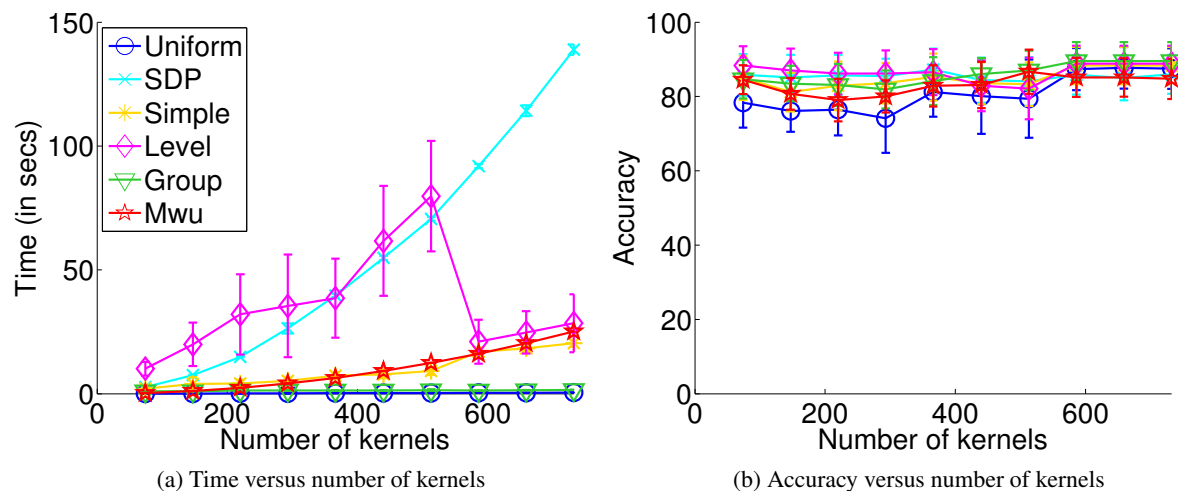 150
100
50
0
Time (in secs)
Uniform
SDP
Simple
Level
Group
Mwu
0 200 400 600
Number of kernels
(a) Time versus number of kernels
100
80
60
40
20
0
Accuracy
0 200 400 600
Number of kernels
(b) Accuracy versus number of kernels